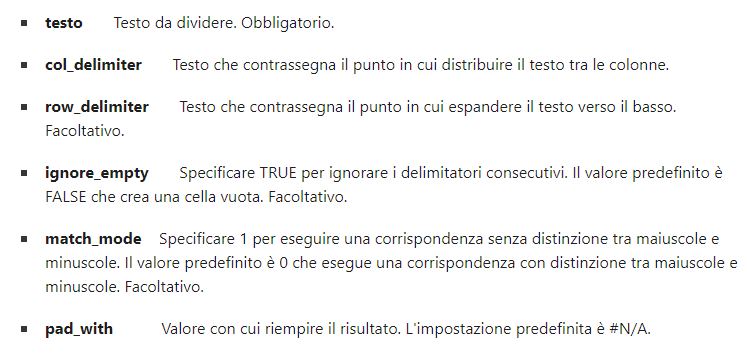 testo Testo da dividere. Obbligatorio.
col_delimiter Testo che contrassegna il punto in cui distribuire il testo tra le colonne.
row_delimiter Testo che contrassegna il punto in cui espandere il testo verso il basso.
Facoltativo.
ignore_empty Specificare TRUE per ignorare i delimitatori consecutivi. Il valore predefinito è
FALSE che crea una cella vuota. Facoltativo.
match_mode Specificare 1 per eseguire una corrispondenza senza distinzione tra maiuscole e
minuscole. Il valore predefinito è 0 che esegue una corrispondenza con distinzione tra maiuscole e
minuscole. Facoltativo.
pad_with Valore con cui riempire il risultato. L'impostazione predefinita è #N/A.